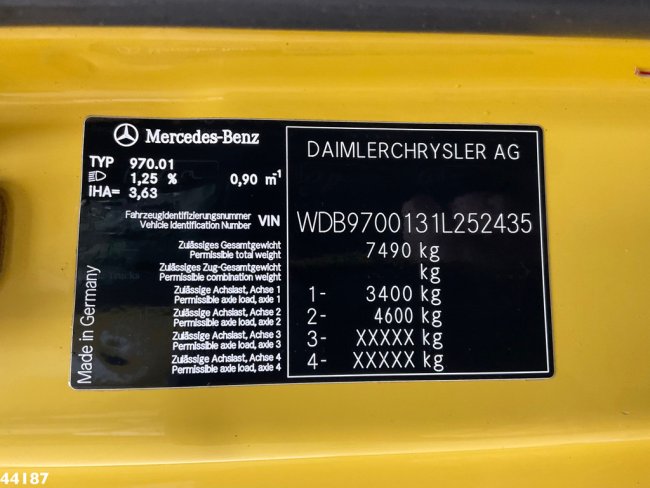 Mercedes-Benz
TYP 970.01
1,25 % 0,90 m-1
IHA= 3,63
Fahrzeugidentifizierungsnummer
Vehicle Identification Number VIN
Zulässiges Gesamtgewicht
Permissible total weight
Zulässiges Zug-Gesamtgewicht
Permissible combination weight
Zulässige Achslast, Achse 1
Permissible axle load, axle 1
Zulässige Achslast, Achse 2
Permissible axle load, axle 2
Zulässige Achslast, Achse 3
Permissible axle load, axle 3
Zulässige Achslast, Achse 4
Permissible axle load, axle 4
Made in Germany
DAIMLERCHRYSLER AG
WDB9700131L252435
7490 kg
kg
1- 3400 kg
2- 4600 kg
3- XXXXX kg
4- XXXXX kg
44187